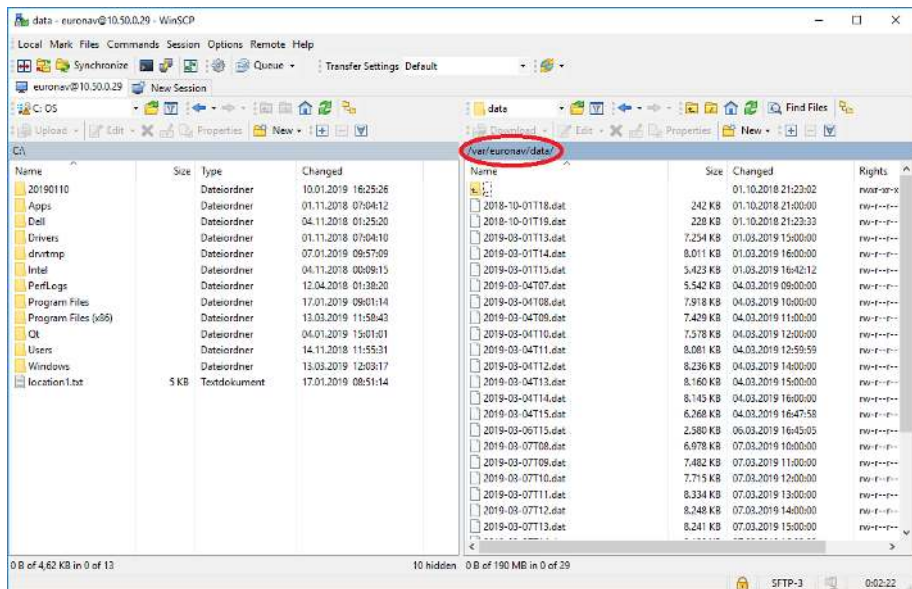 data - euronav@10.50.0.29 - WinSCP
Local Mark Files Commands Session Options Remote Help
Synchronize Queue Transfer Settings Default
euronav@10.50.0.29 New Session
C: OS data Find Files
Upload Edit Properties New Download Edit Properties New
C:\ /var/euronav/data/
Name Size Type Changed Name Size Changed Rights
20190110 Dateiordner 10.01.2019 16:25:26 .. 01.10.2018 21:23:02 rwxr-xr-x
Apps Dateiordner 01.11.2018 07:04:12 2018-10-01T18.dat 242 KB 01.10.2018 21:00:00 rw-r--r--
Dell Dateiordner 04.11.2018 01:25:20 2018-10-01T19.dat 228 KB 01.10.2018 21:23:33 rw-r--r--
Drivers Dateiordner 01.11.2018 07:04:10 2019-03-01T13.dat 7.254 KB 01.03.2019 15:00:00 rw-r--r--
drvrtmp Dateiordner 07.01.2019 09:57:09 2019-03-01T14.dat 8.011 KB 01.03.2019 16:00:00 rw-r--r--
Intel Dateiordner 04.11.2018 00:09:15 2019-03-01T15.dat 5.423 KB 01.03.2019 16:42:12 rw-r--r--
PerfLogs Dateiordner 12.04.2018 01:38:20 2019-03-04T07.dat 5.542 KB 04.03.2019 09:00:00 rw-r--r--
Program Files Dateiordner 17.01.2019 09:01:14 2019-03-04T08.dat 7.918 KB 04.03.2019 10:00:00 rw-r--r--
Program Files (x86) Dateiordner 13.03.2019 11:58:43 2019-03-04T09.dat 7.429 KB 04.03.2019 11:00:00 rw-r--r--
Qt Dateiordner 04.01.2019 15:01:01 2019-03-04T10.dat 7.578 KB 04.03.2019 12:00:00 rw-r--r--
Users Dateiordner 14.11.2018 11:55:31 2019-03-04T11.dat 8.081 KB 04.03.2019 12:59:59 rw-r--r--
Windows Dateiordner 13.03.2019 12:03:17 2019-03-04T12.dat 8.236 KB 04.03.2019 14:00:00 rw-r--r--
location1.txt 5 KB Textdokument 17.01.2019 08:51:14 2019-03-04T13.dat 8.160 KB 04.03.2019 15:00:00 rw-r--r--
2019-03-04T14.dat 8.145 KB 04.03.2019 16:00:00 rw-r--r--
2019-03-04T15.dat 6.268 KB 04.03.2019 16:47:58 rw-r--r--
2019-03-06T15.dat 2.580 KB 06.03.2019 16:45:05 rw-r--r--
2019-03-07T08.dat 6.978 KB 07.03.2019 10:00:00 rw-r--r--
2019-03-07T09.dat 7.482 KB 07.03.2019 11:00:00 rw-r--r--
2019-03-07T10.dat 7.715 KB 07.03.2019 12:00:00 rw-r--r--
2019-03-07T11.dat 8.334 KB 07.03.2019 13:00:00 rw-r--r--
2019-03-07T12.dat 8.248 KB 07.03.2019 14:00:00 rw-r--r--
2019-03-07T13.dat 8.241 KB 07.03.2019 15:00:00 rw-r--r--
0 B of 4,62 KB in 0 of 13 10 hidden 0 B of 190 MB in 0 of 29
SFTP-3 0:02:22